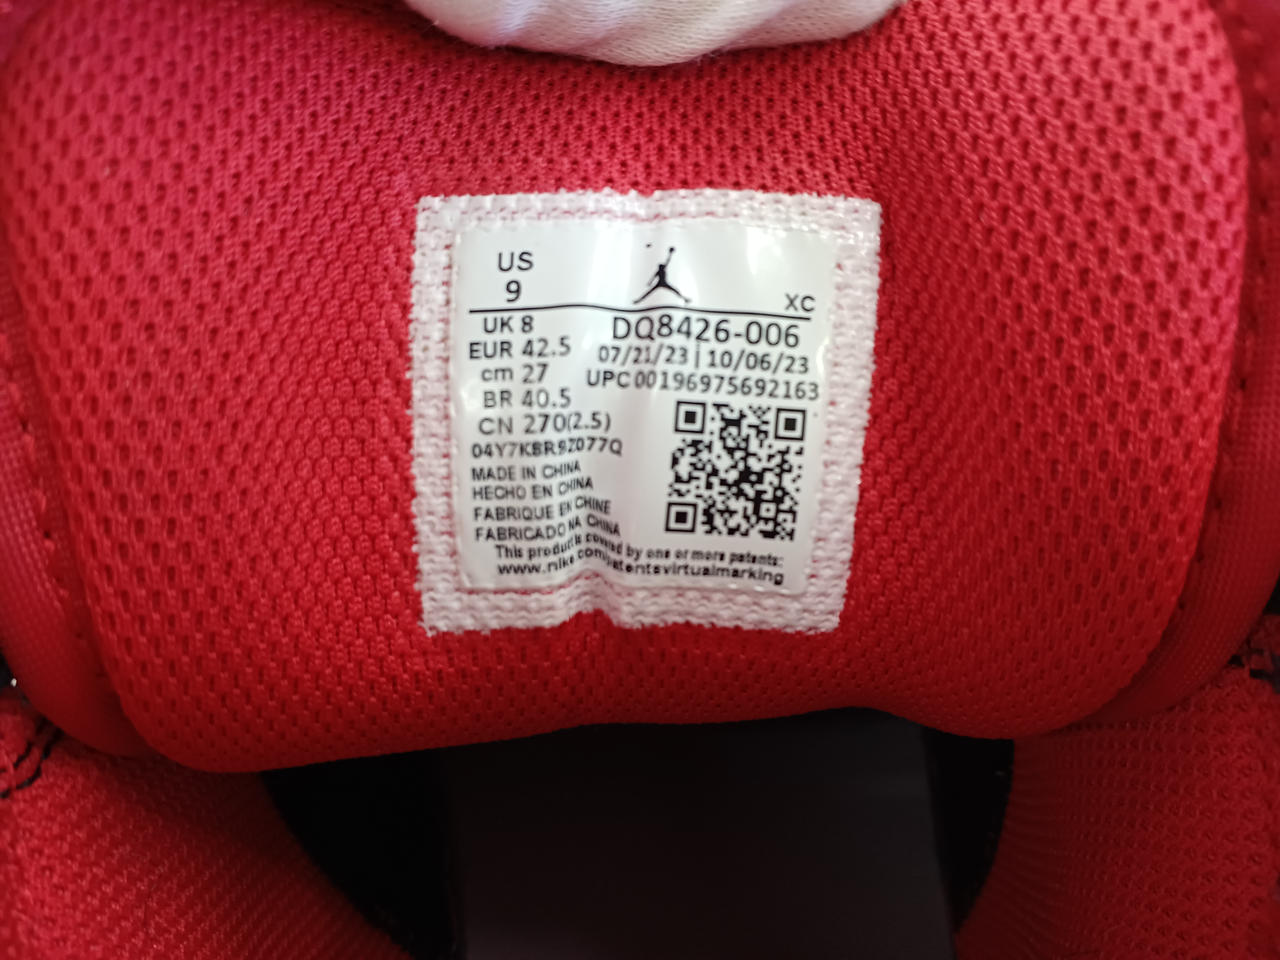 US
9
XC
UK 8
EUR 42.5
cm 27
BR 40.5
CN 270(2.5)
DQ8426-006
07/21/23 | 10/06/23
UPC 00196975692163
04Y7KBR9Z077Q
MADE IN CHINA
HECHO EN CHINA
FABRIQUE EN CHINE
FABRICADO NA CHINA
This product is covered by one or more patents:
www.nike.com/patentsvirtualmarking